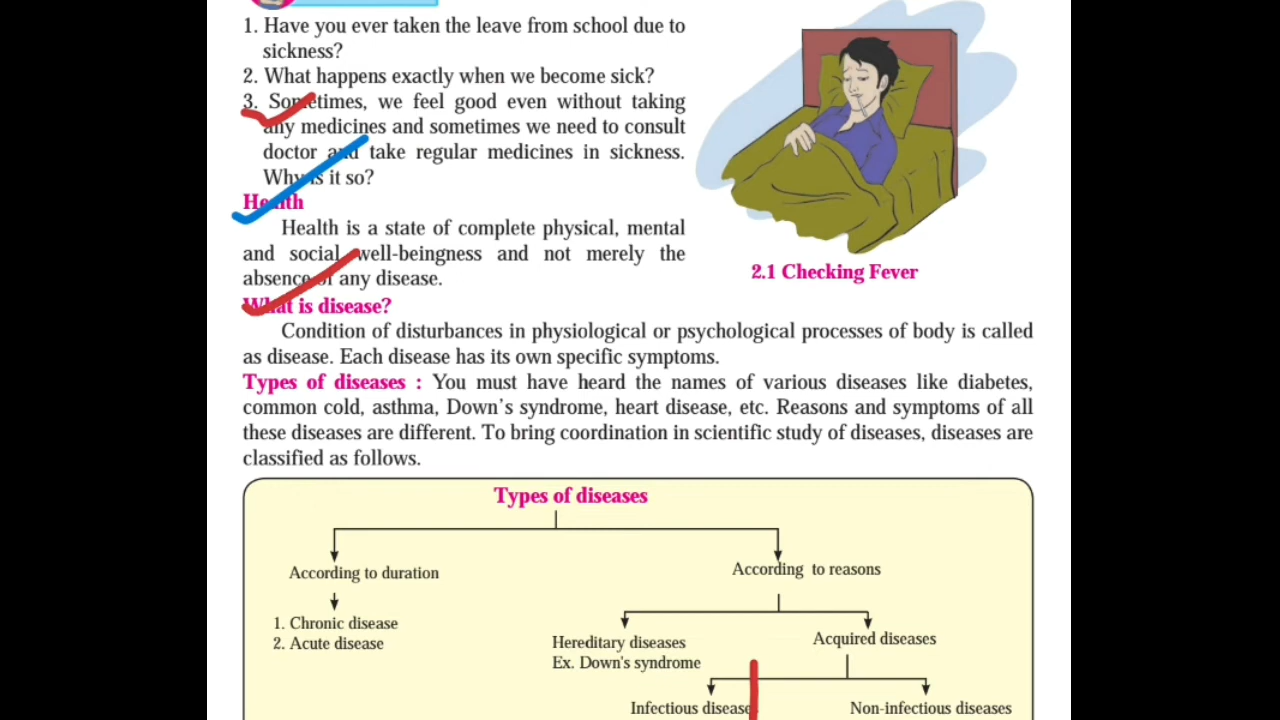 1. Have you ever taken the leave from school due to
sickness?
2. What happens exactly when we become sick?
3. Sometimes, we feel good even without taking
any medicines and sometimes we need to consult
doctor and take regular medicines in sickness.
Why is it so?
Health
Health is a state of complete physical, mental
and social well-beingness and not merely the
absence of any disease.
2.1 Checking Fever
What is disease?
Condition of disturbances in physiological or psychological processes of body is called
as disease. Each disease has its own specific symptoms.
Types of diseases : You must have heard the names of various diseases like diabetes,
common cold, asthma, Down's syndrome, heart disease, etc. Reasons and symptoms of all
these diseases are different. To bring coordination in scientific study of diseases, diseases are
classified as follows.
Types of diseases
According to duration
According to reasons
1. Chronic disease
2. Acute disease
Hereditary diseases
Ex. Down's syndrome
Acquired diseases
Infectious diseases
Non-infectious diseases